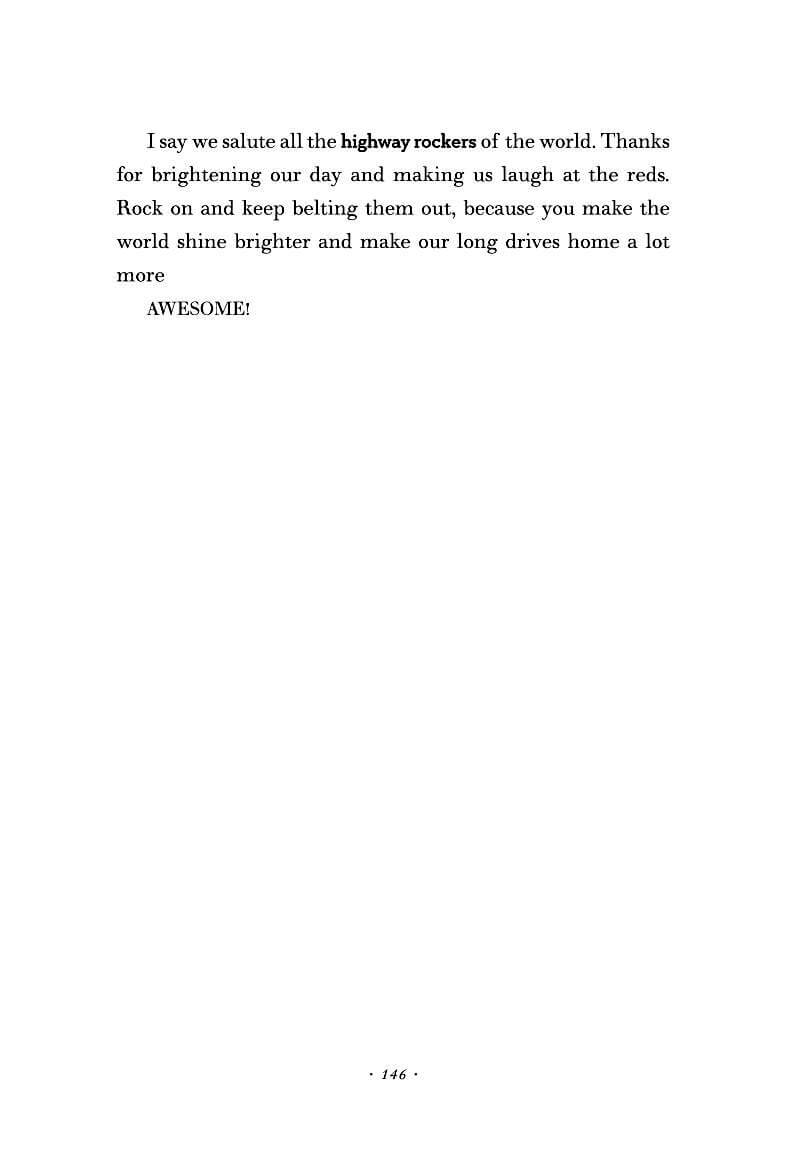 I say we salute all the highway rockers of the world. Thanks
for brightening our day and making us laugh at the reds.
Rock on and keep belting them out, because you make the
world shine brighter and make our long drives home a lot
more
AWESOME!
· 146 ·